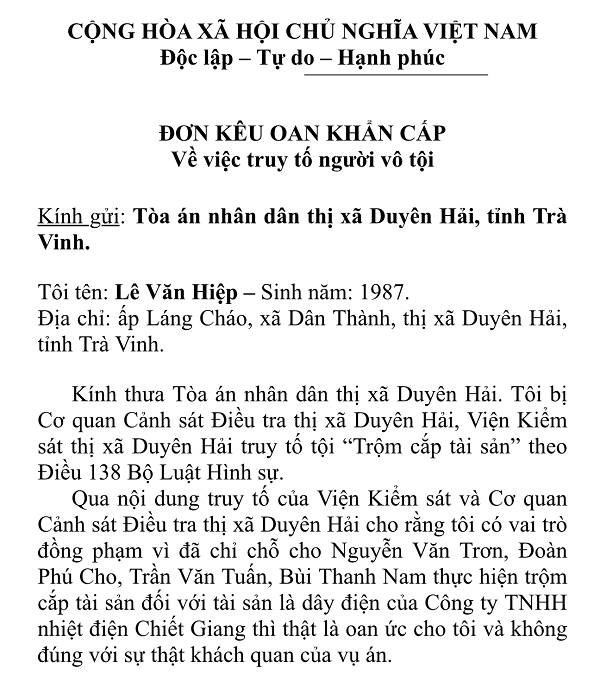 CỘNG HÒA XÃ HỘI CHỦ NGHĨA VIỆT NAM
Độc lập – Tự do – Hạnh phúc
ĐƠN KÊU OAN KHẨN CẤP
Về việc truy tố người vô tội
Kính gửi: Tòa án nhân dân thị xã Duyên Hải, tỉnh Trà
Vinh.
Tôi tên: Lê Văn Hiệp – Sinh năm: 1987.
Địa chỉ: ấp Láng Cháo, xã Dân Thành, thị xã Duyên Hải,
tỉnh Trà Vinh.
Kính thưa Tòa án nhân dân thị xã Duyên Hải. Tôi bị
Cơ quan Cảnh sát Điều tra thị xã Duyên Hải, Viện Kiểm
sát thị xã Duyên Hải truy tố tội “Trộm cắp tài sản” theo
Điều 138 Bộ Luật Hình sự.
Qua nội dung truy tố của Viện Kiểm sát và Cơ quan
Cảnh sát Điều tra thị xã Duyên Hải cho rằng tôi có vai trò
đồng phạm vì đã chỉ chỗ cho Nguyễn Văn Trơn, Đoàn
Phú Cho, Trần Văn Tuấn, Bùi Thanh Nam thực hiện trộm
cắp tài sản đối với tài sản là dây điện của Công ty TNHH
nhiệt điện Chiết Giang thì thật là oan ức cho tôi và không
đúng với sự thật khách quan của vụ án.